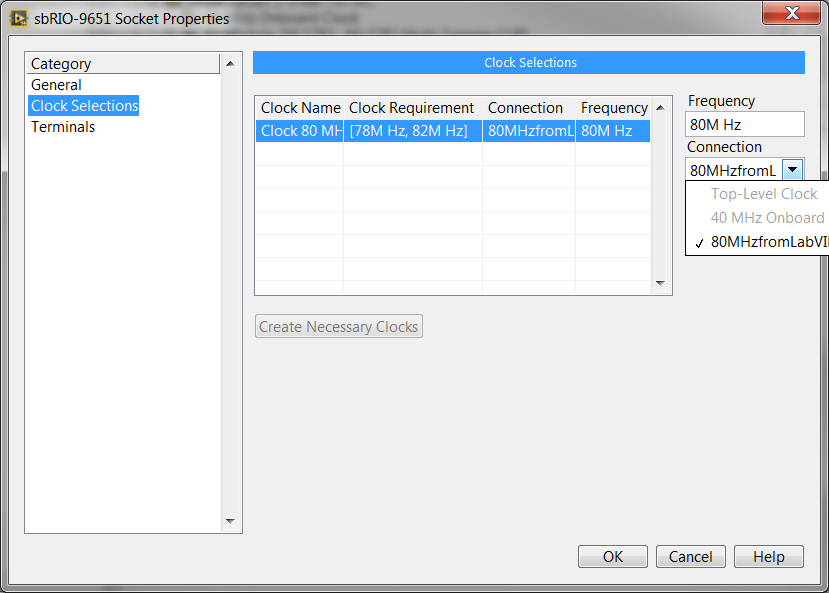 sbRIO-9651 Socket Properties
Category
General
Clock Selections
Terminals
Clock Selections
Clock Name Clock Requirement Connection Frequency
Clock 80 MH [78M Hz, 82M Hz] 80MHzfromL 80M Hz
Frequency
80M Hz
Connection
80MHzfromL
Top-Level Clock
40 MHz Onboard
80MHzfromLabVI
Create Necessary Clocks
OK Cancel Help